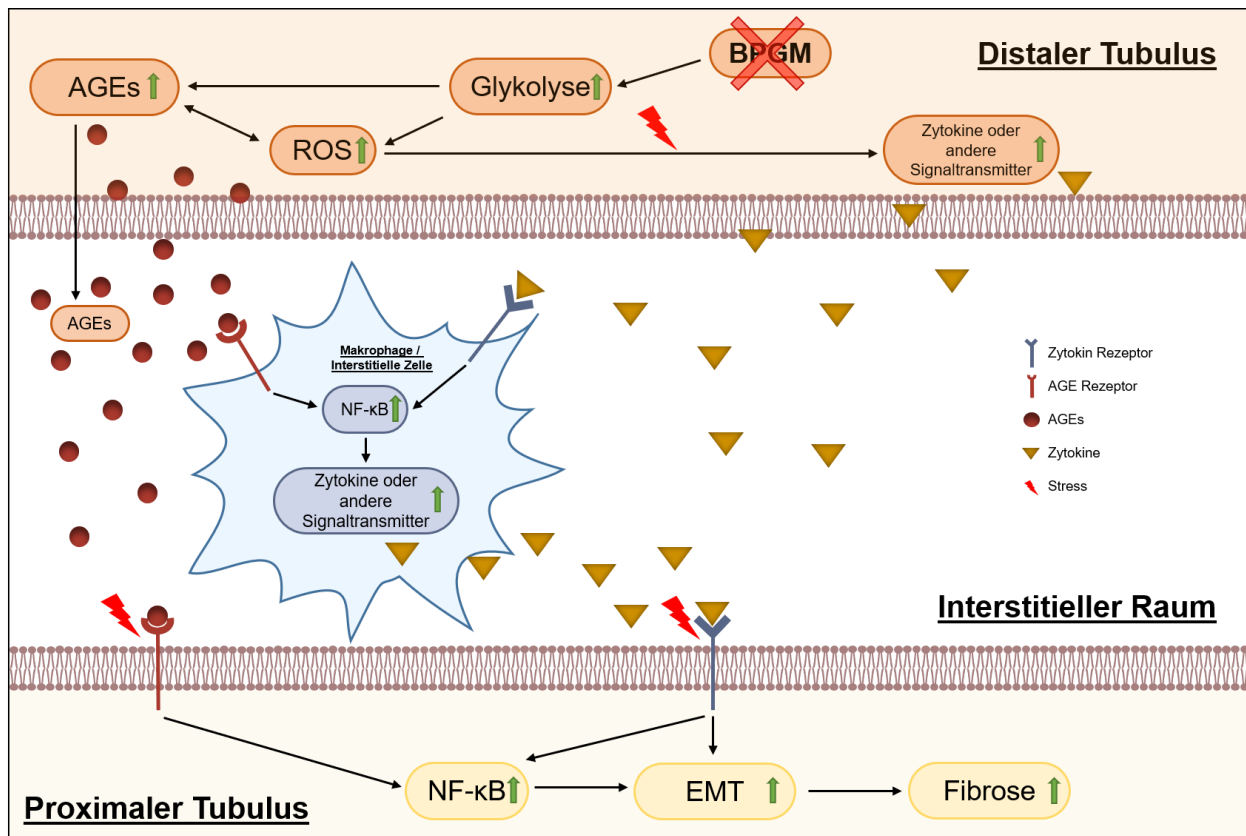 BPGM
Distaler Tubulus
AGEs
Glykolyse
ROS
Zytokine oder
andere
Signaltransmitter
AGEs
Makrophage /
Interstitielle Zelle
NF-κB
Zytokine oder
andere
Signaltransmitter
Zytokin Rezeptor
AGE Rezeptor
AGEs
Zytokine
Stress
Interstitieller Raum
NF-κB
EMT
Fibrose
Proximaler Tubulus